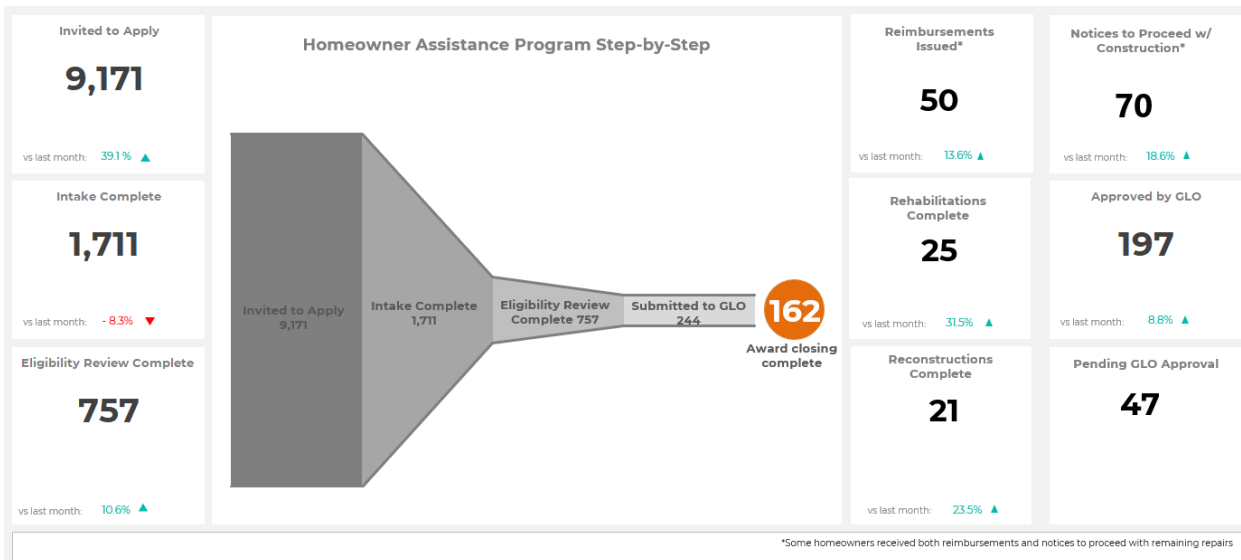 Invited to Apply
9,171
vs last month: 39.1 %
Intake Complete
1,711
vs last month: - 8.3%
Eligibility Review Complete
757
vs last month: 10.6%
Homeowner Assistance Program Step-by-Step
Invited to Apply
9,171
Intake Complete
1,711
Eligibility Review
Complete 757
Submitted to GLO
244
162
Award closing
complete
Reimbursements
Issued*
50
vs last month: 13.6%
Notices to Proceed w/
Construction*
70
vs last month: 18.6%
Rehabilitations
Complete
25
vs last month: 31.5%
Approved by GLO
197
vs last month: 8.8%
Reconstructions
Complete
21
vs last month: 23.5%
Pending GLO Approval
47
*Some homeowners received both reimbursements and notices to proceed with remaining repairs